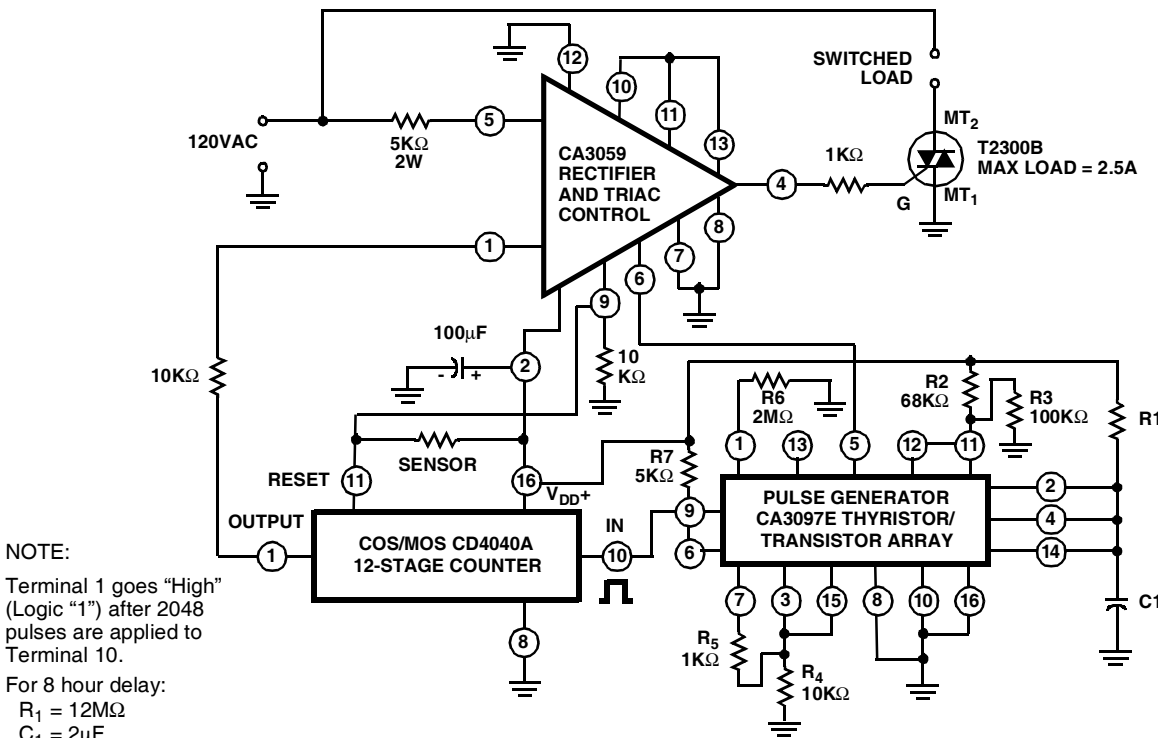 12
SWITCHED
LOAD
10
11
13
MT2
120VAC
5KΩ
2W
5
CA3059
RECTIFIER
AND TRIAC
CONTROL
4
1KΩ
G
T2300B
MAX LOAD = 2.5A
MT1
1
8
7
6
9
10KΩ
100μF
- +
2
10
KΩ
R6
2MΩ
R2
68KΩ
R3
100KΩ
R1
1
13
5
12
11
SENSOR
RESET
11
16
VDD+
R7
5KΩ
OUTPUT
IN
9
PULSE GENERATOR
CA3097E THYRISTOR/
TRANSISTOR ARRAY
2
4
14
1
COS/MOS CD4040A
12-STAGE COUNTER
10
6
7
3
15
8
10
16
C1
8
R5
1KΩ
R4
10KΩ
NOTE:
Terminal 1 goes “High”
(Logic “1”) after 2048
pulses are applied to
Terminal 10.
For 8 hour delay:
R1 = 12MΩ
C1 = 2μF